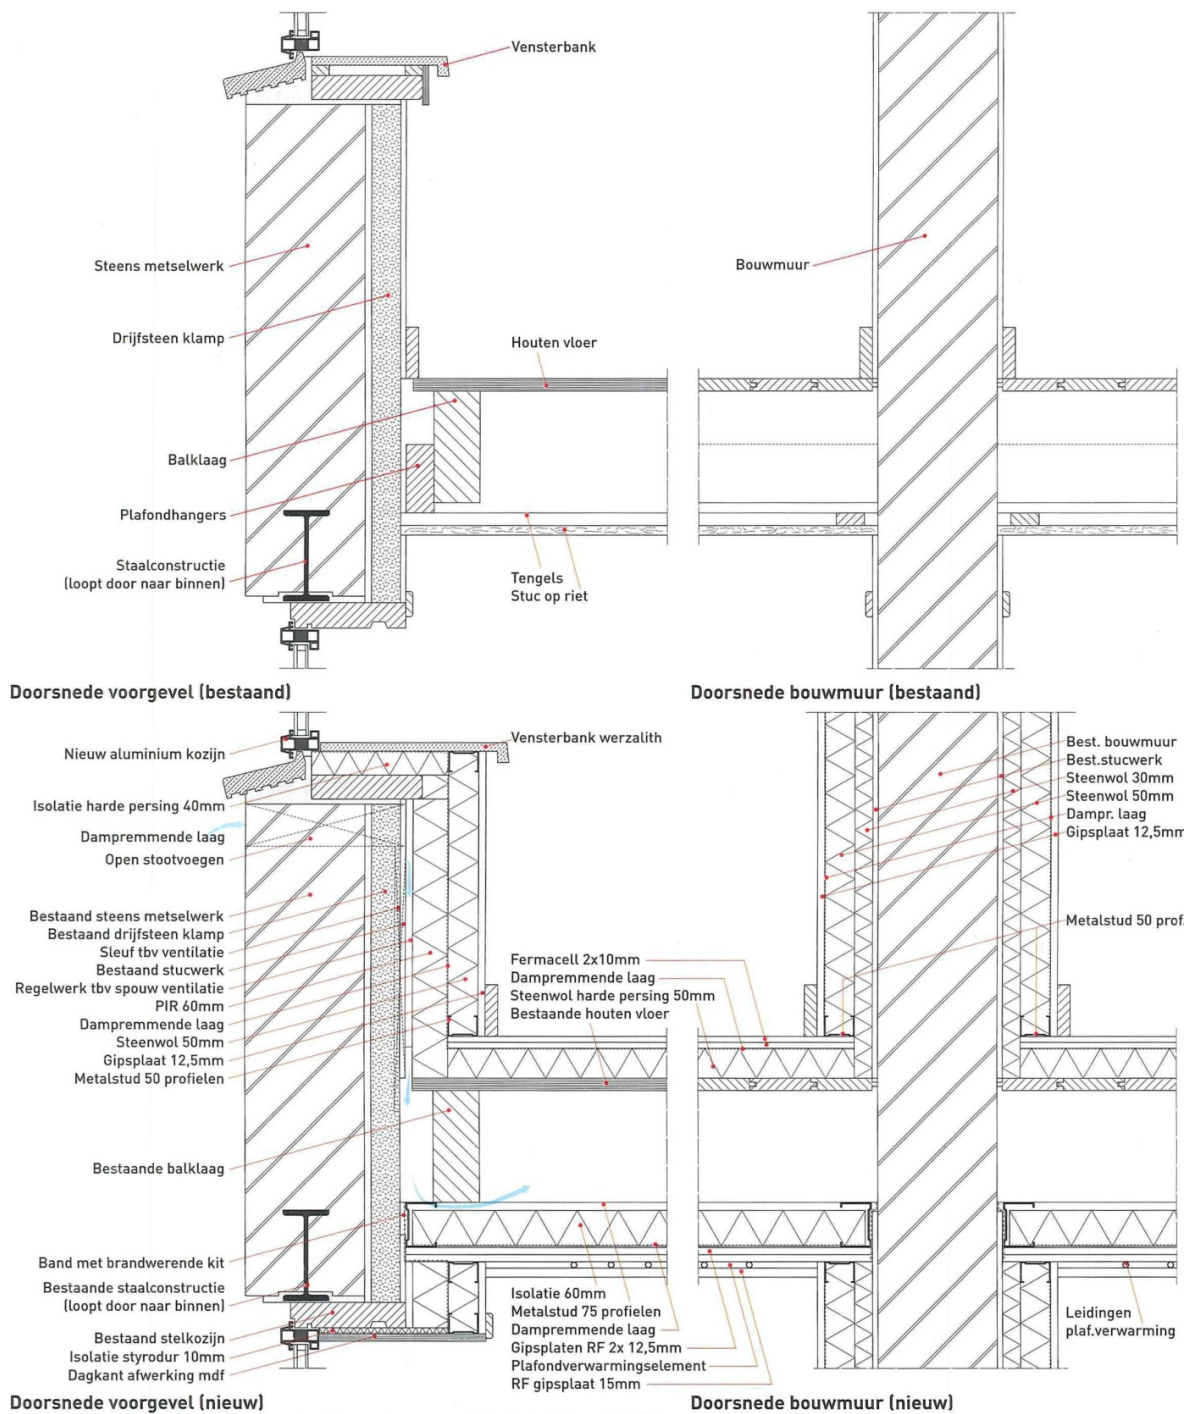 Vensterbank
Steens metselwerk
Bouwmuur
Drijfsteen klamp
Houten vloer
Balklaag
Plafondhangers
Staalconstructie
(loopt door naar binnen)
Tengels
Stuc op riet
Doorsnede voorgevel (bestaand)
Doorsnede bouwmuur (bestaand)
Nieuw aluminium kozijn
Isolatie harde persing 40mm
Dampremmende laag
Open stootvoegen
Bestaand steens metselwerk
Bestaand drijfsteen klamp
Sleuf tbv ventilatie
Bestaand stucwerk
Regelwerk tbv spouw ventilatie
PIR 60mm
Dampremmende laag
Steenwol 50mm
Gipsplaat 12,5mm
Metalstud 50 profielen
Bestaande balklaag
Band met brandwerende kit
Bestaande staalconstructie
(loopt door naar binnen)
Bestaand stelkozijn
Isolatie styrodur 10mm
Dagkant afwerking mdf
Vensterbank werzalith
Fermacell 2x10mm
Dampremmende laag
Steenwol harde persing 50mm
Bestaande houten vloer
Isolatie 60mm
Metalstud 75 profielen
Dampremmende laag
Gipsplaten RF 2x 12,5mm
Plafondverwarmingselement
RF gipsplaat 15mm
Best. bouwmuur
Best.stucwerk
Steenwol 30mm
Steenwol 50mm
Dampr. laag
Gipsplaat 12,5mm
Metalstud 50 prof.
Leidingen
plaf.verwarming
Doorsnede voorgevel (nieuw)
Doorsnede bouwmuur (nieuw)